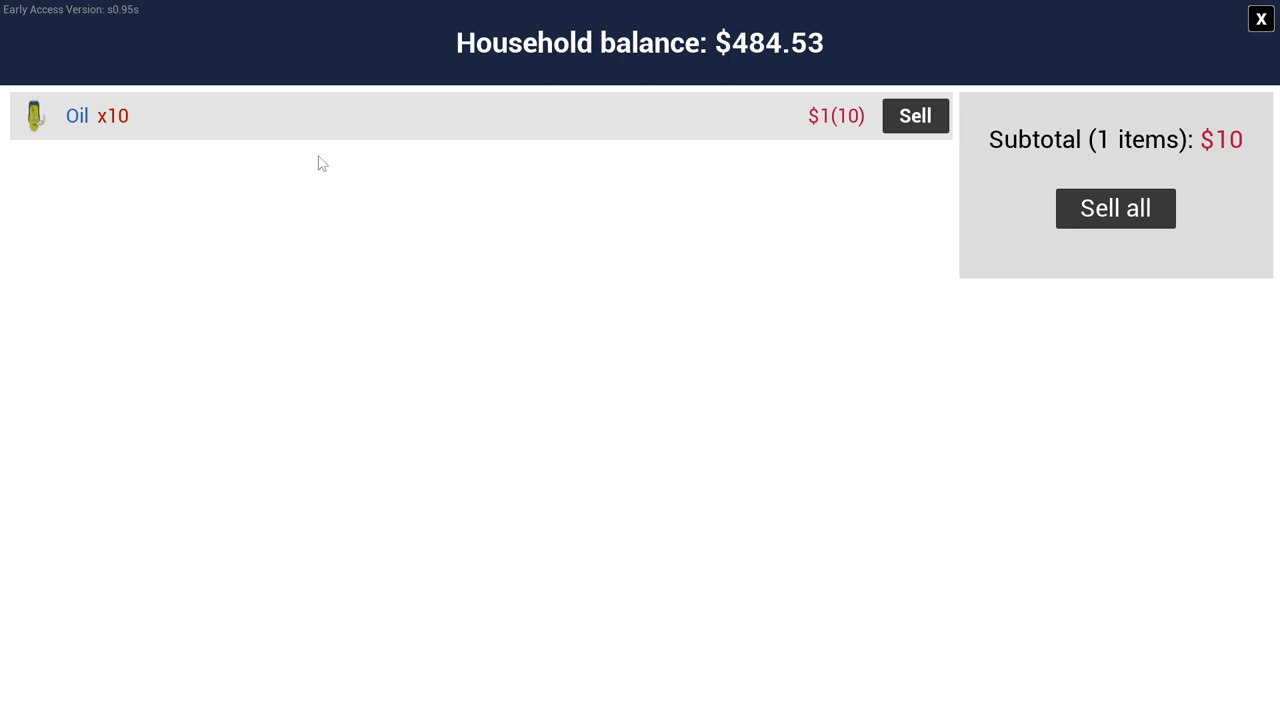 Early Access Version: s0.95s
X
Household balance: $484.53
Oil x10 $1(10) Sell
Subtotal (1 items): $10
Sell all